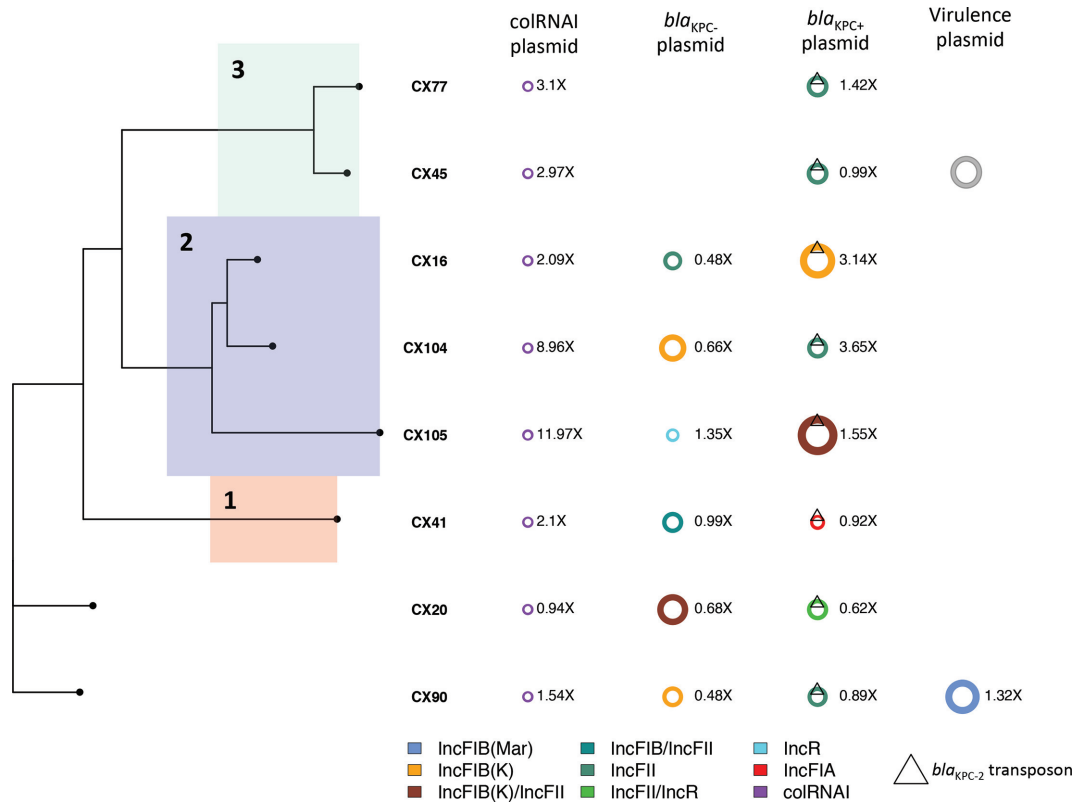 colRNAI plasmid
blaKPC- plasmid
blaKPC+ plasmid
Virulence plasmid
3
CX77 3.1X 1.42X
CX45 2.97X 0.99X
2
CX16 2.09X 0.48X 3.14X
CX104 8.96X 0.66X 3.65X
CX105 11.97X 1.35X 1.55X
1
CX41 2.1X 0.99X 0.92X
CX20 0.94X 0.68X 0.62X
CX90 1.54X 0.48X 0.89X 1.32X
IncFIB(Mar) IncFIB/IncFII IncR
IncFIB(K) IncFII IncFIA
IncFIB(K)/IncFII IncFII/IncR colRNAI
blaKPC-2 transposon